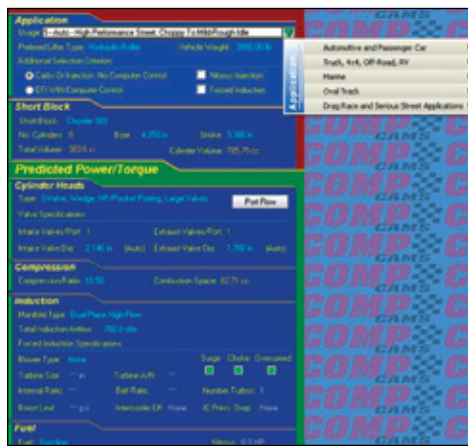 Application
Usage 5-Auto - High Performance Street, Choppy To Mild/Rough Idle
Preferred Lifter Type Hydraulic Roller Vehicle Weight 3850.00 lb
Additional Selection Criterion
Carbs Or Injection, No Computer Control Nitrous Injection
EFI With Computer Control Forced Induction
Application
Automotive and Passenger Car
Truck, 4x4, Off-Road, RV
Marine
Oval Track
Drag Race and Serious Street Applications
Short Block
Short Block: Chrysler 383
No. Cylinders 8 Bore 4.250 in Stroke 3.380 in
Total Volume 383.6 ci Cylinder Volume 785.75 cc
Predicted Power/Torque
Cylinder Heads
Type: 2-Valve, Wedge, HP/Pocket Porting, Large Valves Port Flow
Valve Specifications
Intake Valves/Port 1 Exhaust Valves/Port 1
Intake Valve Dia 2.140 in (Auto) Exhaust Valve Dia 1.700 in (Auto)
Compression
Compression Ratio 10.50 Combustion Space 82.71 cc
Induction
Manifold Type Dual-Plane High-Flow
Total Induction Airflow 780.0 cfm
Forced Induction Specifications
Blower Type None Surge Choke Overspeed
Turbine Size --- in Turbine A/R ---
Internal Ratio --- Belt Ratio --- Number Turbos 1
Boost Limit --- psi Intercooler Eff None IC Press. Drop None
Fuel
Fuel Gasoline Nitrous 0.0 HP
COMP
CAMS